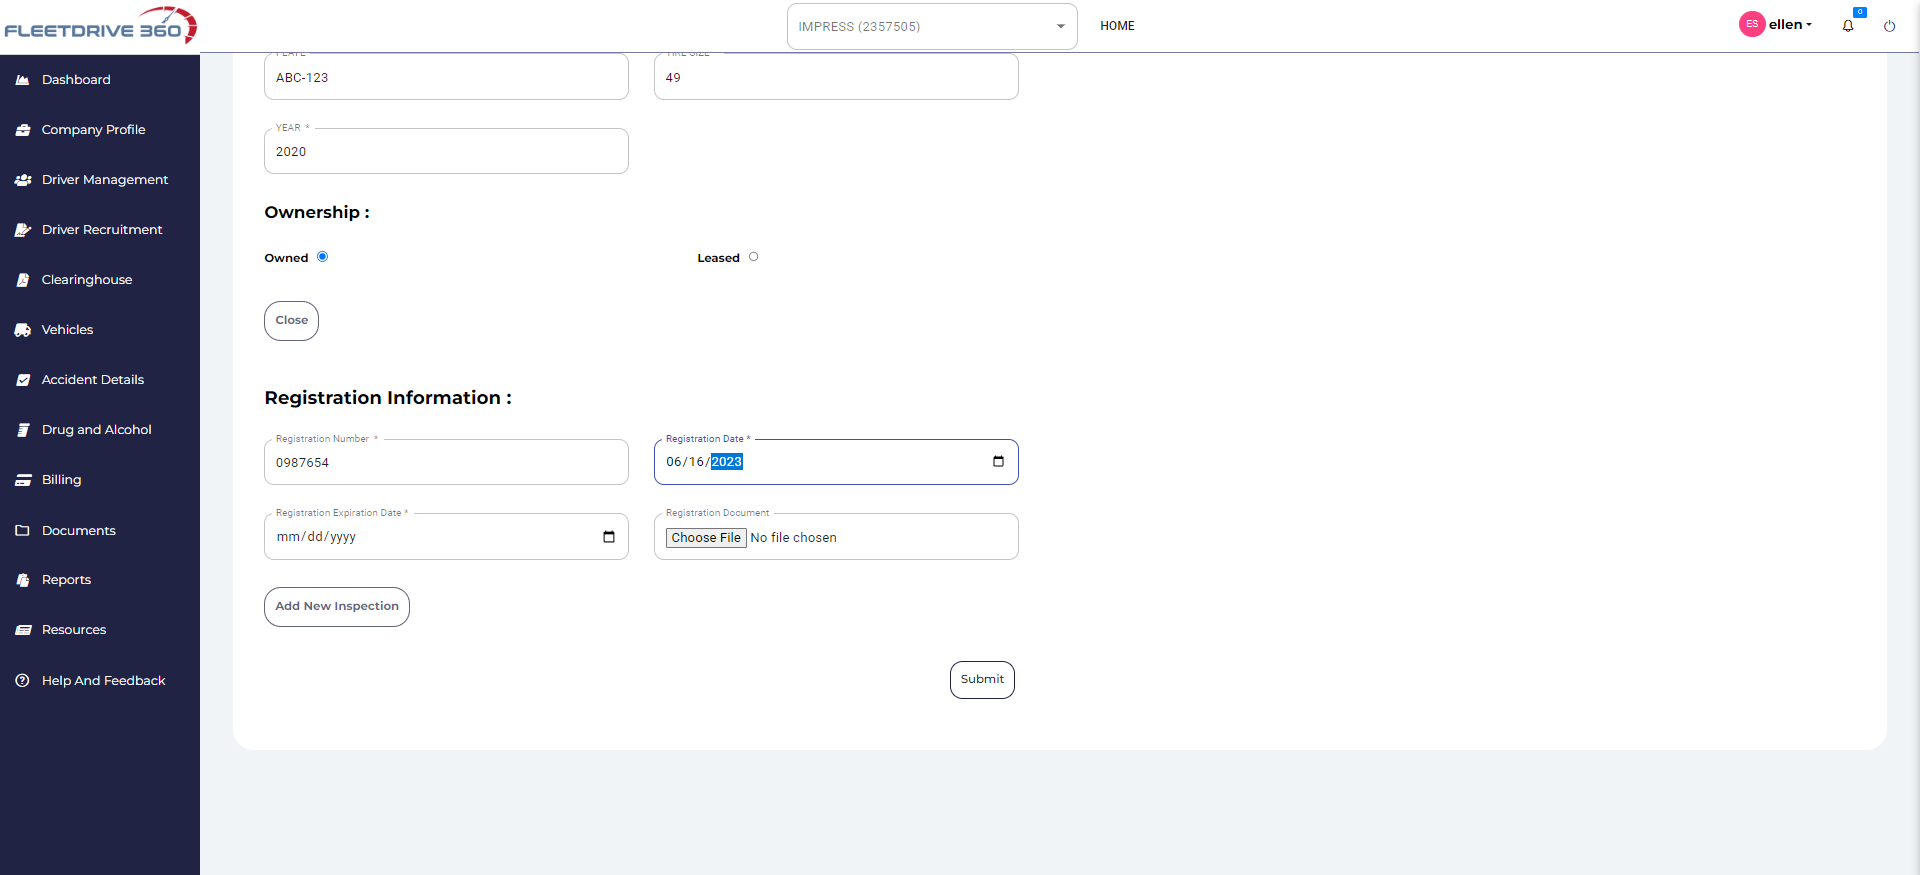 FLEETDRIVE 360
IMPRESS (2357505)
HOME
ES
ellen
0
Dashboard
Company Profile
Driver Management
Driver Recruitment
Clearinghouse
Vehicles
Accident Details
Drug and Alcohol
Billing
Documents
Reports
Resources
Help And Feedback
PLATE
ABC-123
TIRE SIZE
49
YEAR *
2020
Ownership :
Owned
Leased
Close
Registration Information :
Registration Number *
0987654
Registration Date *
06/16/2023
Registration Expiration Date *
mm/dd/yyyy
Registration Document
Choose File No file chosen
Add New Inspection
Submit